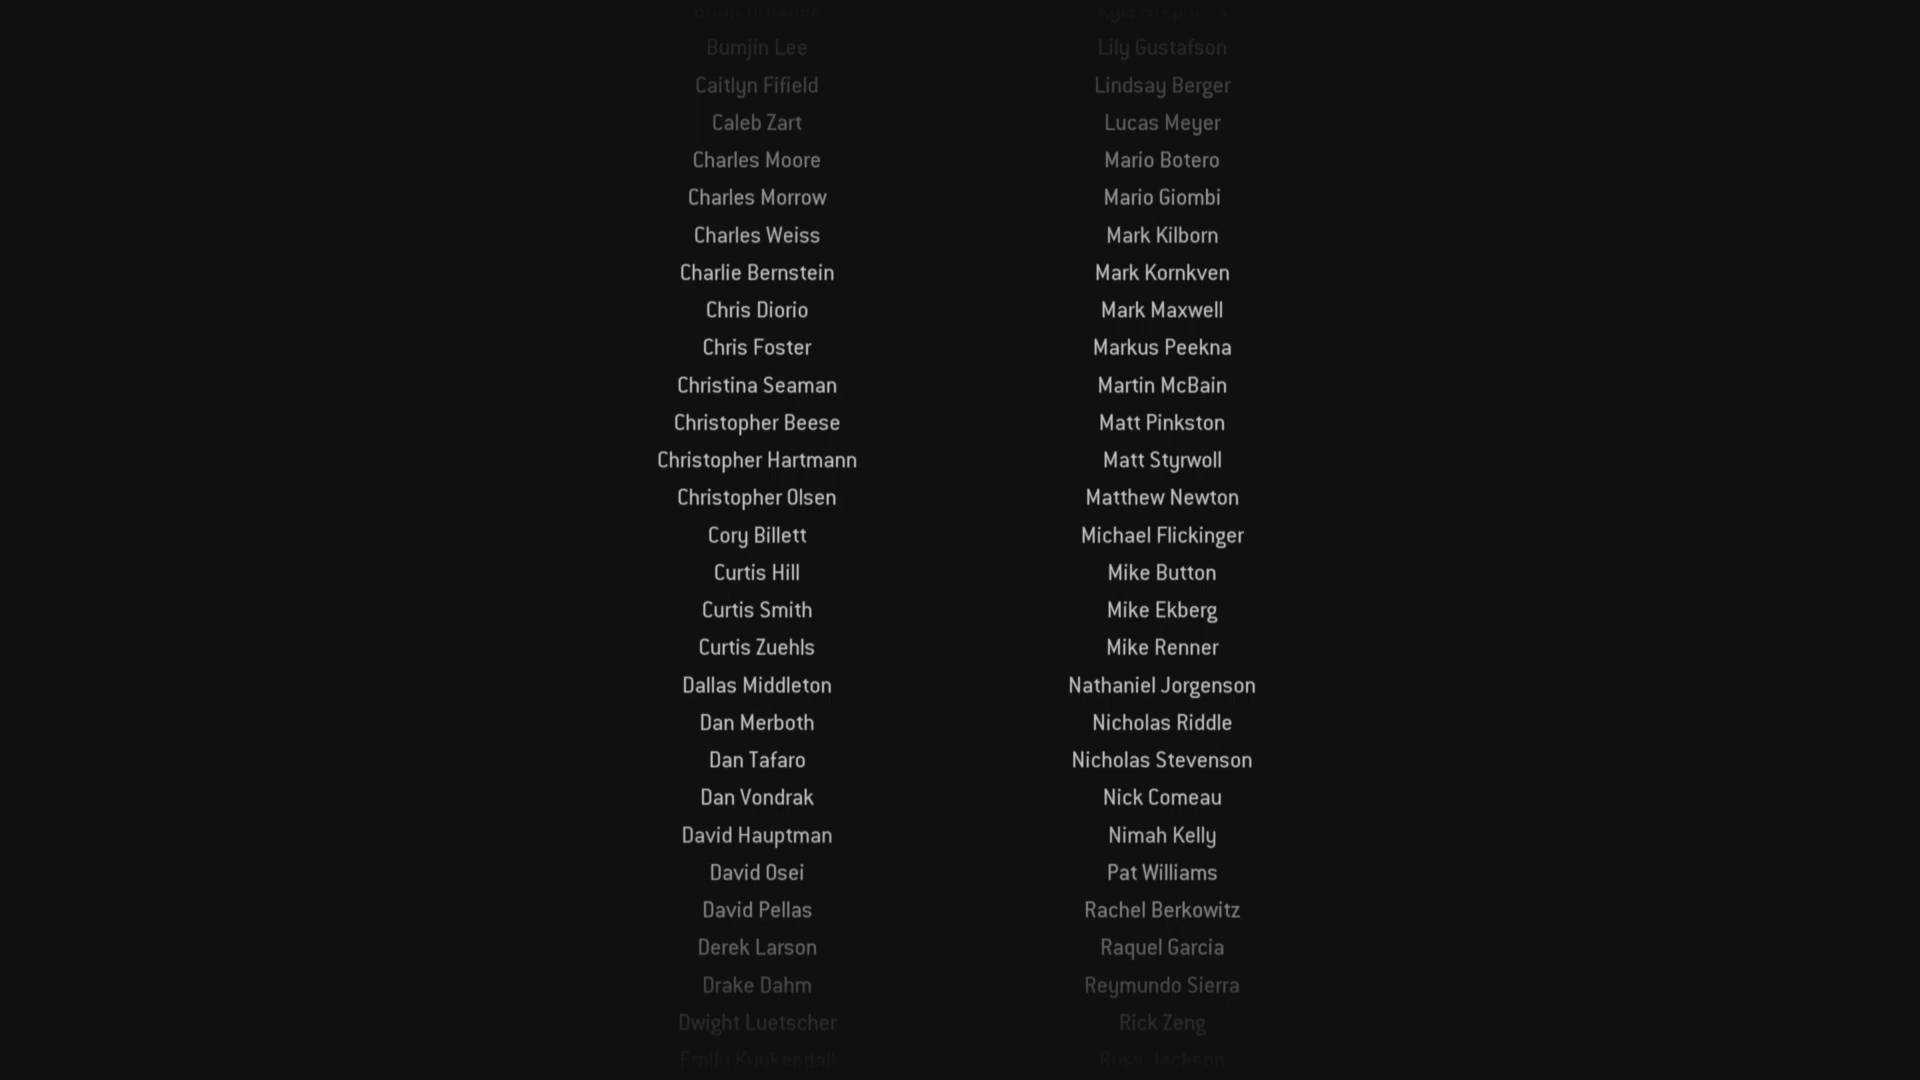 Bumjin Lee
Caitlyn Fifield
Caleb Zart
Charles Moore
Charles Morrow
Charles Weiss
Charlie Bernstein
Chris Diorio
Chris Foster
Christina Seaman
Christopher Beese
Christopher Hartmann
Christopher Olsen
Cory Billett
Curtis Hill
Curtis Smith
Curtis Zuehls
Dallas Middleton
Dan Merboth
Dan Tafaro
Dan Vondrak
David Hauptman
David Osei
David Pellas
Derek Larson
Drake Dahm
Dwight Luetscher
Emily Kuykendall
Lily Gustafson
Lindsay Berger
Lucas Meyer
Mario Botero
Mario Giombi
Mark Kilborn
Mark Kornkven
Mark Maxwell
Markus Peekna
Martin McBain
Matt Pinkston
Matt Styrwoll
Matthew Newton
Michael Flickinger
Mike Button
Mike Ekberg
Mike Renner
Nathaniel Jorgenson
Nicholas Riddle
Nicholas Stevenson
Nick Comeau
Nimah Kelly
Pat Williams
Rachel Berkowitz
Raquel Garcia
Reymundo Sierra
Rick Zeng
Ross Jackson